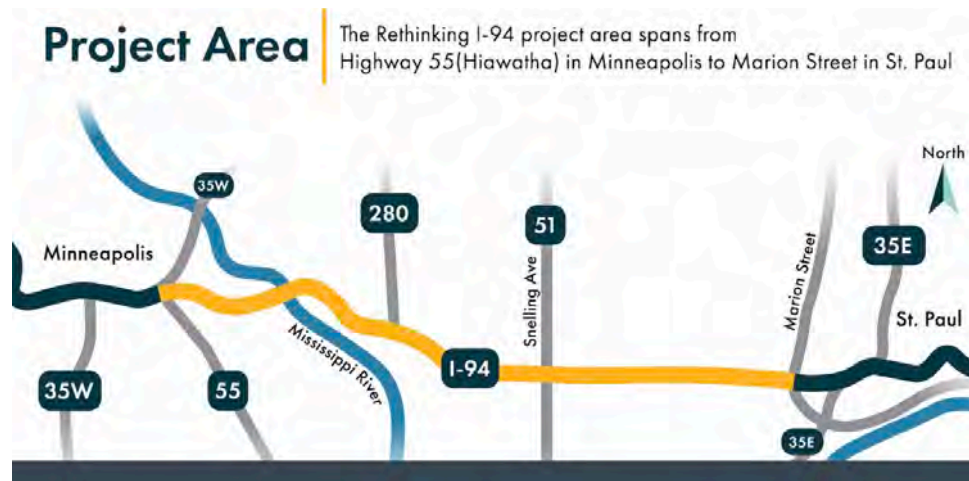 Project Area
The Rethinking I-94 project area spans from
Highway 55(Hiawatha) in Minneapolis to Marion Street in St. Paul
North
35W
280
51
35E
Minneapolis
Marion Street
Snelling Ave
St. Paul
Mississippi River
I-94
35W
55
35E